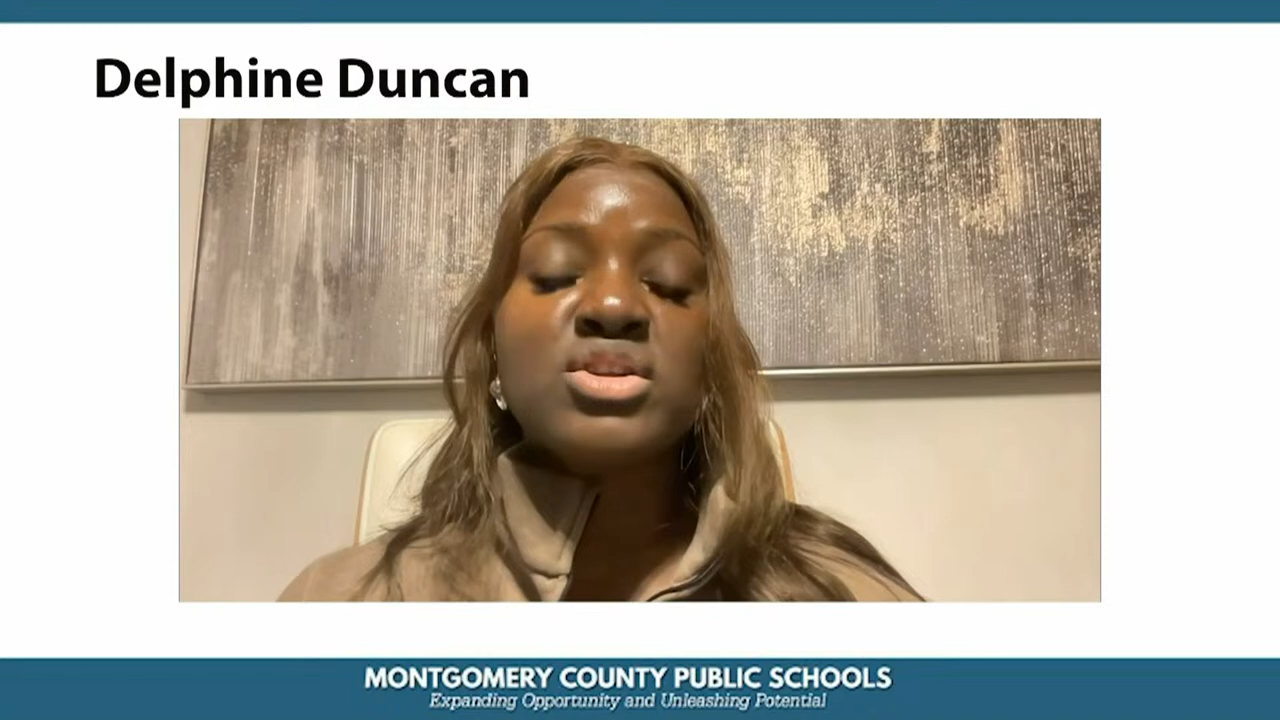 Delphine Duncan
MONTGOMERY COUNTY PUBLIC SCHOOLS
Expanding Opportunity and Unleashing Potential